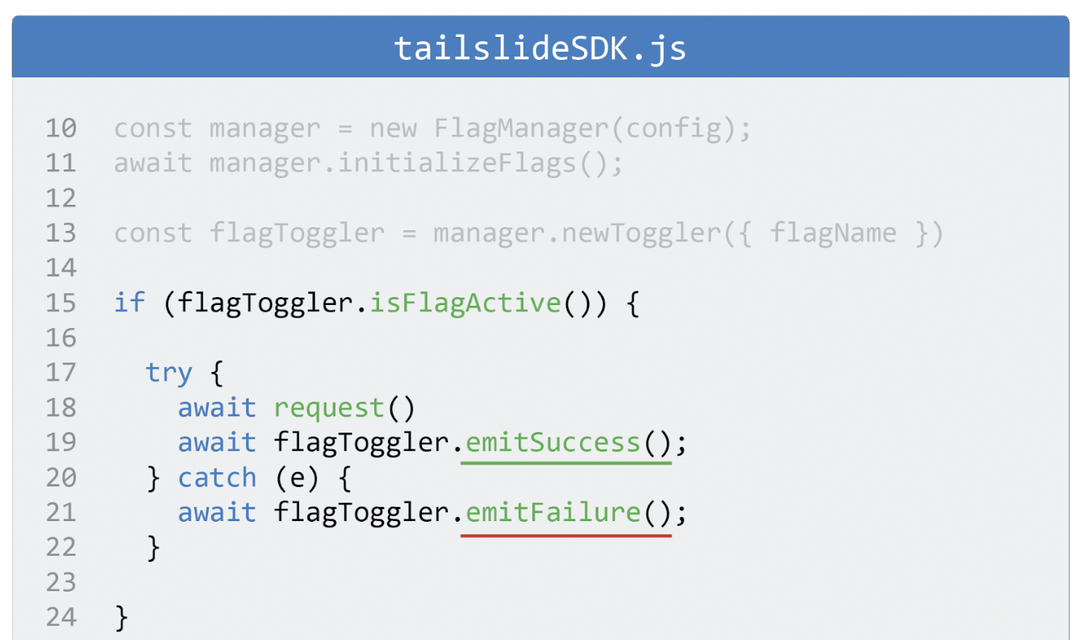 tailslideSDK.js
10 const manager = new FlagManager(config);
11 await manager.initializeFlags();
12
13 const flagToggler = manager.newToggler({ flagName })
14
15 if (flagToggler.isFlagActive()) {
16
17 try {
18 await request()
19 await flagToggler.emitSuccess();
20 } catch (e) {
21 await flagToggler.emitFailure();
22 }
23
24 }